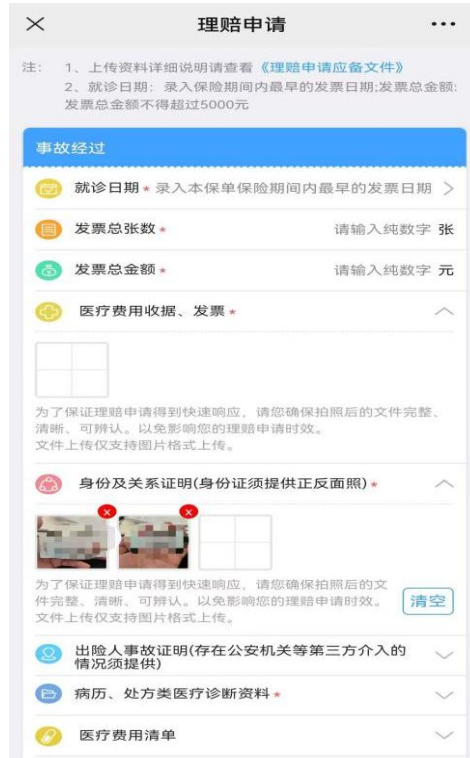 理赔申请
注: 1、上传资料详细说明请查看《理赔申请应备文件》
2、就诊日期: 录入保险期间内最早的发票日期;发票总金额:
发票总金额不得超过5000元
事故经过
就诊日期* 录入本保单保险期间内最早的发票日期
发票总张数* 请输入纯数字 张
发票总金额* 请输入纯数字 元
医疗费用收据、发票*
为了保证理赔申请得到快速响应，请您确保拍照后的文件完整、
清晰、可辨认。以免影响您的理赔申请时效。
文件上传仅支持图片格式上传。
身份及关系证明(身份证须提供正反面照)*
为了保证理赔申请得到快速响应，请您确保拍照后的文
件完整、清晰、可辨认。以免影响您的理赔申请时效。
文件上传仅支持图片格式上传。
清空
出险人事故证明(存在公安机关等第三方介入的
情况须提供)
病历、处方类医疗诊断资料*
医疗费用清单